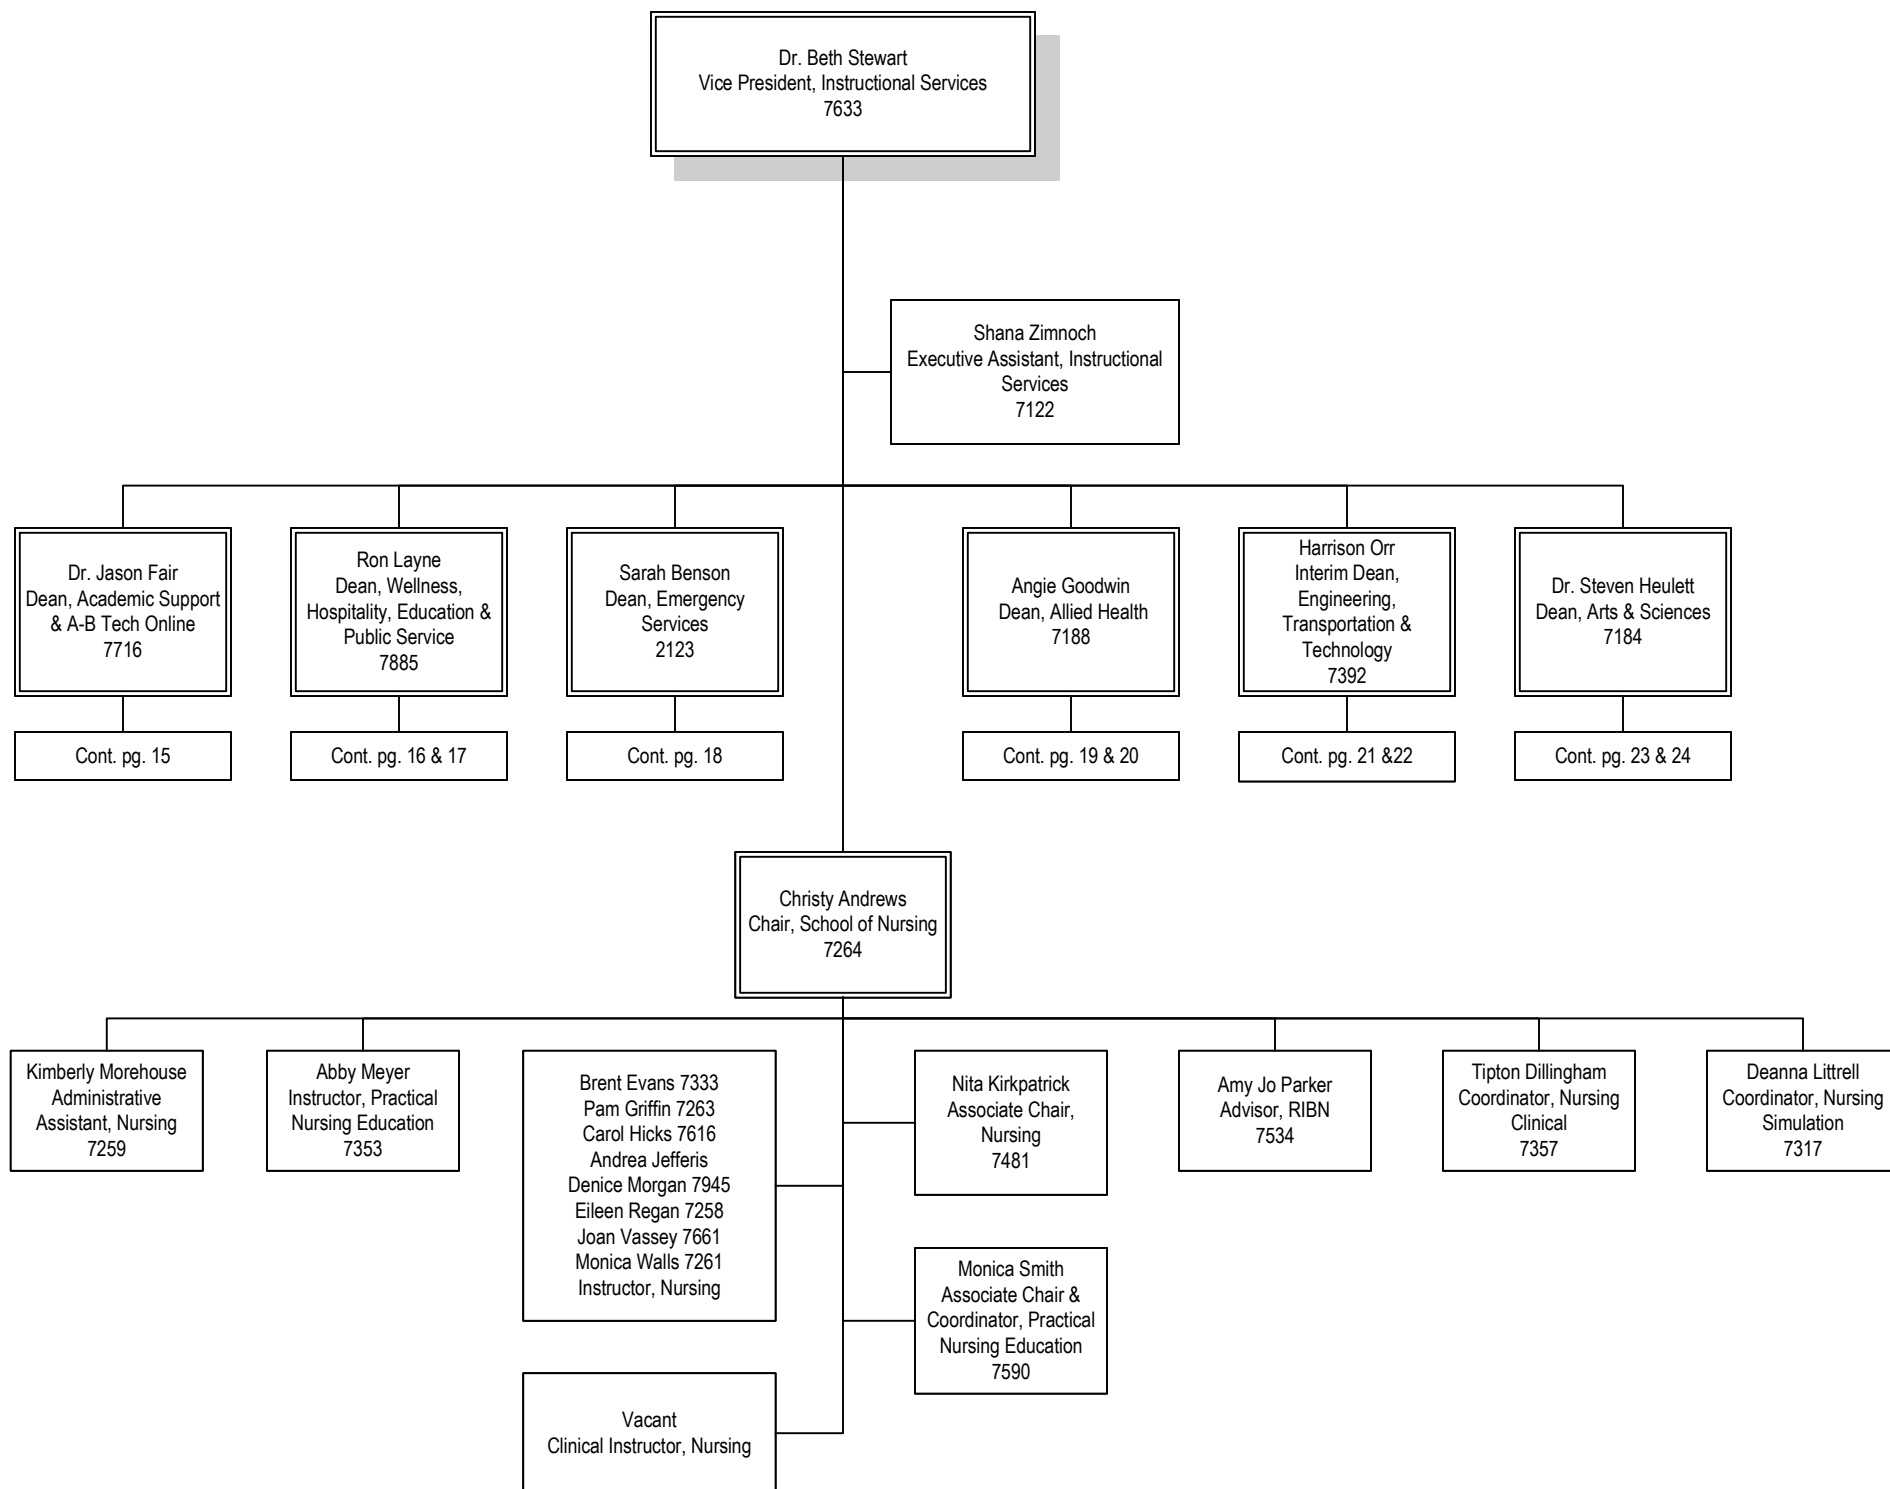 Dr. Beth Stewart
Vice President, Instructional Services
7633
Shana Zimnoch
Executive Assistant, Instructional
Services
7122
Dr. Jason Fair
Dean, Academic Support
& A-B Tech Online
7716
Ron Layne
Dean, Wellness,
Hospitality, Education &
Public Service
7885
Sarah Benson
Dean, Emergency
Services
2123
Angie Goodwin
Dean, Allied Health
7188
Harrison Orr
Interim Dean,
Engineering,
Transportation &
Technology
7392
Dr. Steven Heulett
Dean, Arts & Sciences
7184
Cont. pg. 15
Cont. pg. 16 & 17
Cont. pg. 18
Cont. pg. 19 & 20
Cont. pg. 21 &22
Cont. pg. 23 & 24
Christy Andrews
Chair, School of Nursing
7264
Kimberly Morehouse
Administrative
Assistant, Nursing
7259
Abby Meyer
Instructor, Practical
Nursing Education
7353
Brent Evans 7333
Pam Griffin 7263
Carol Hicks 7616
Andrea Jefferis
Denice Morgan 7945
Eileen Regan 7258
Joan Vassey 7661
Monica Walls 7261
Instructor, Nursing
Nita Kirkpatrick
Associate Chair,
Nursing
7481
Amy Jo Parker
Advisor, RIBN
7534
Tipton Dillingham
Coordinator, Nursing
Clinical
7357
Deanna Littrell
Coordinator, Nursing
Simulation
7317
Monica Smith
Associate Chair &
Coordinator, Practical
Nursing Education
7590
Vacant
Clinical Instructor, Nursing